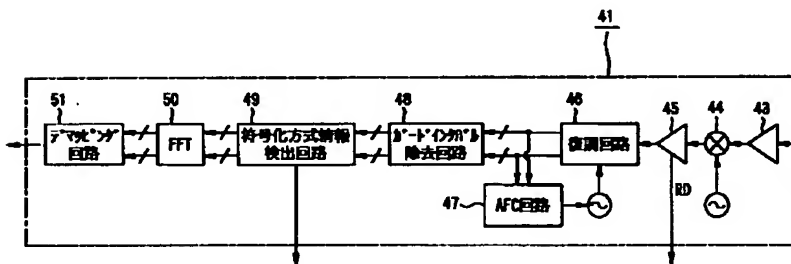 41
51
50
49
48
46
45
44
43
デマッピング
回路
FFT
符号化方式情報
検出回路
ガードインタバル
除去回路
復調回路
47
AFC回路
RD